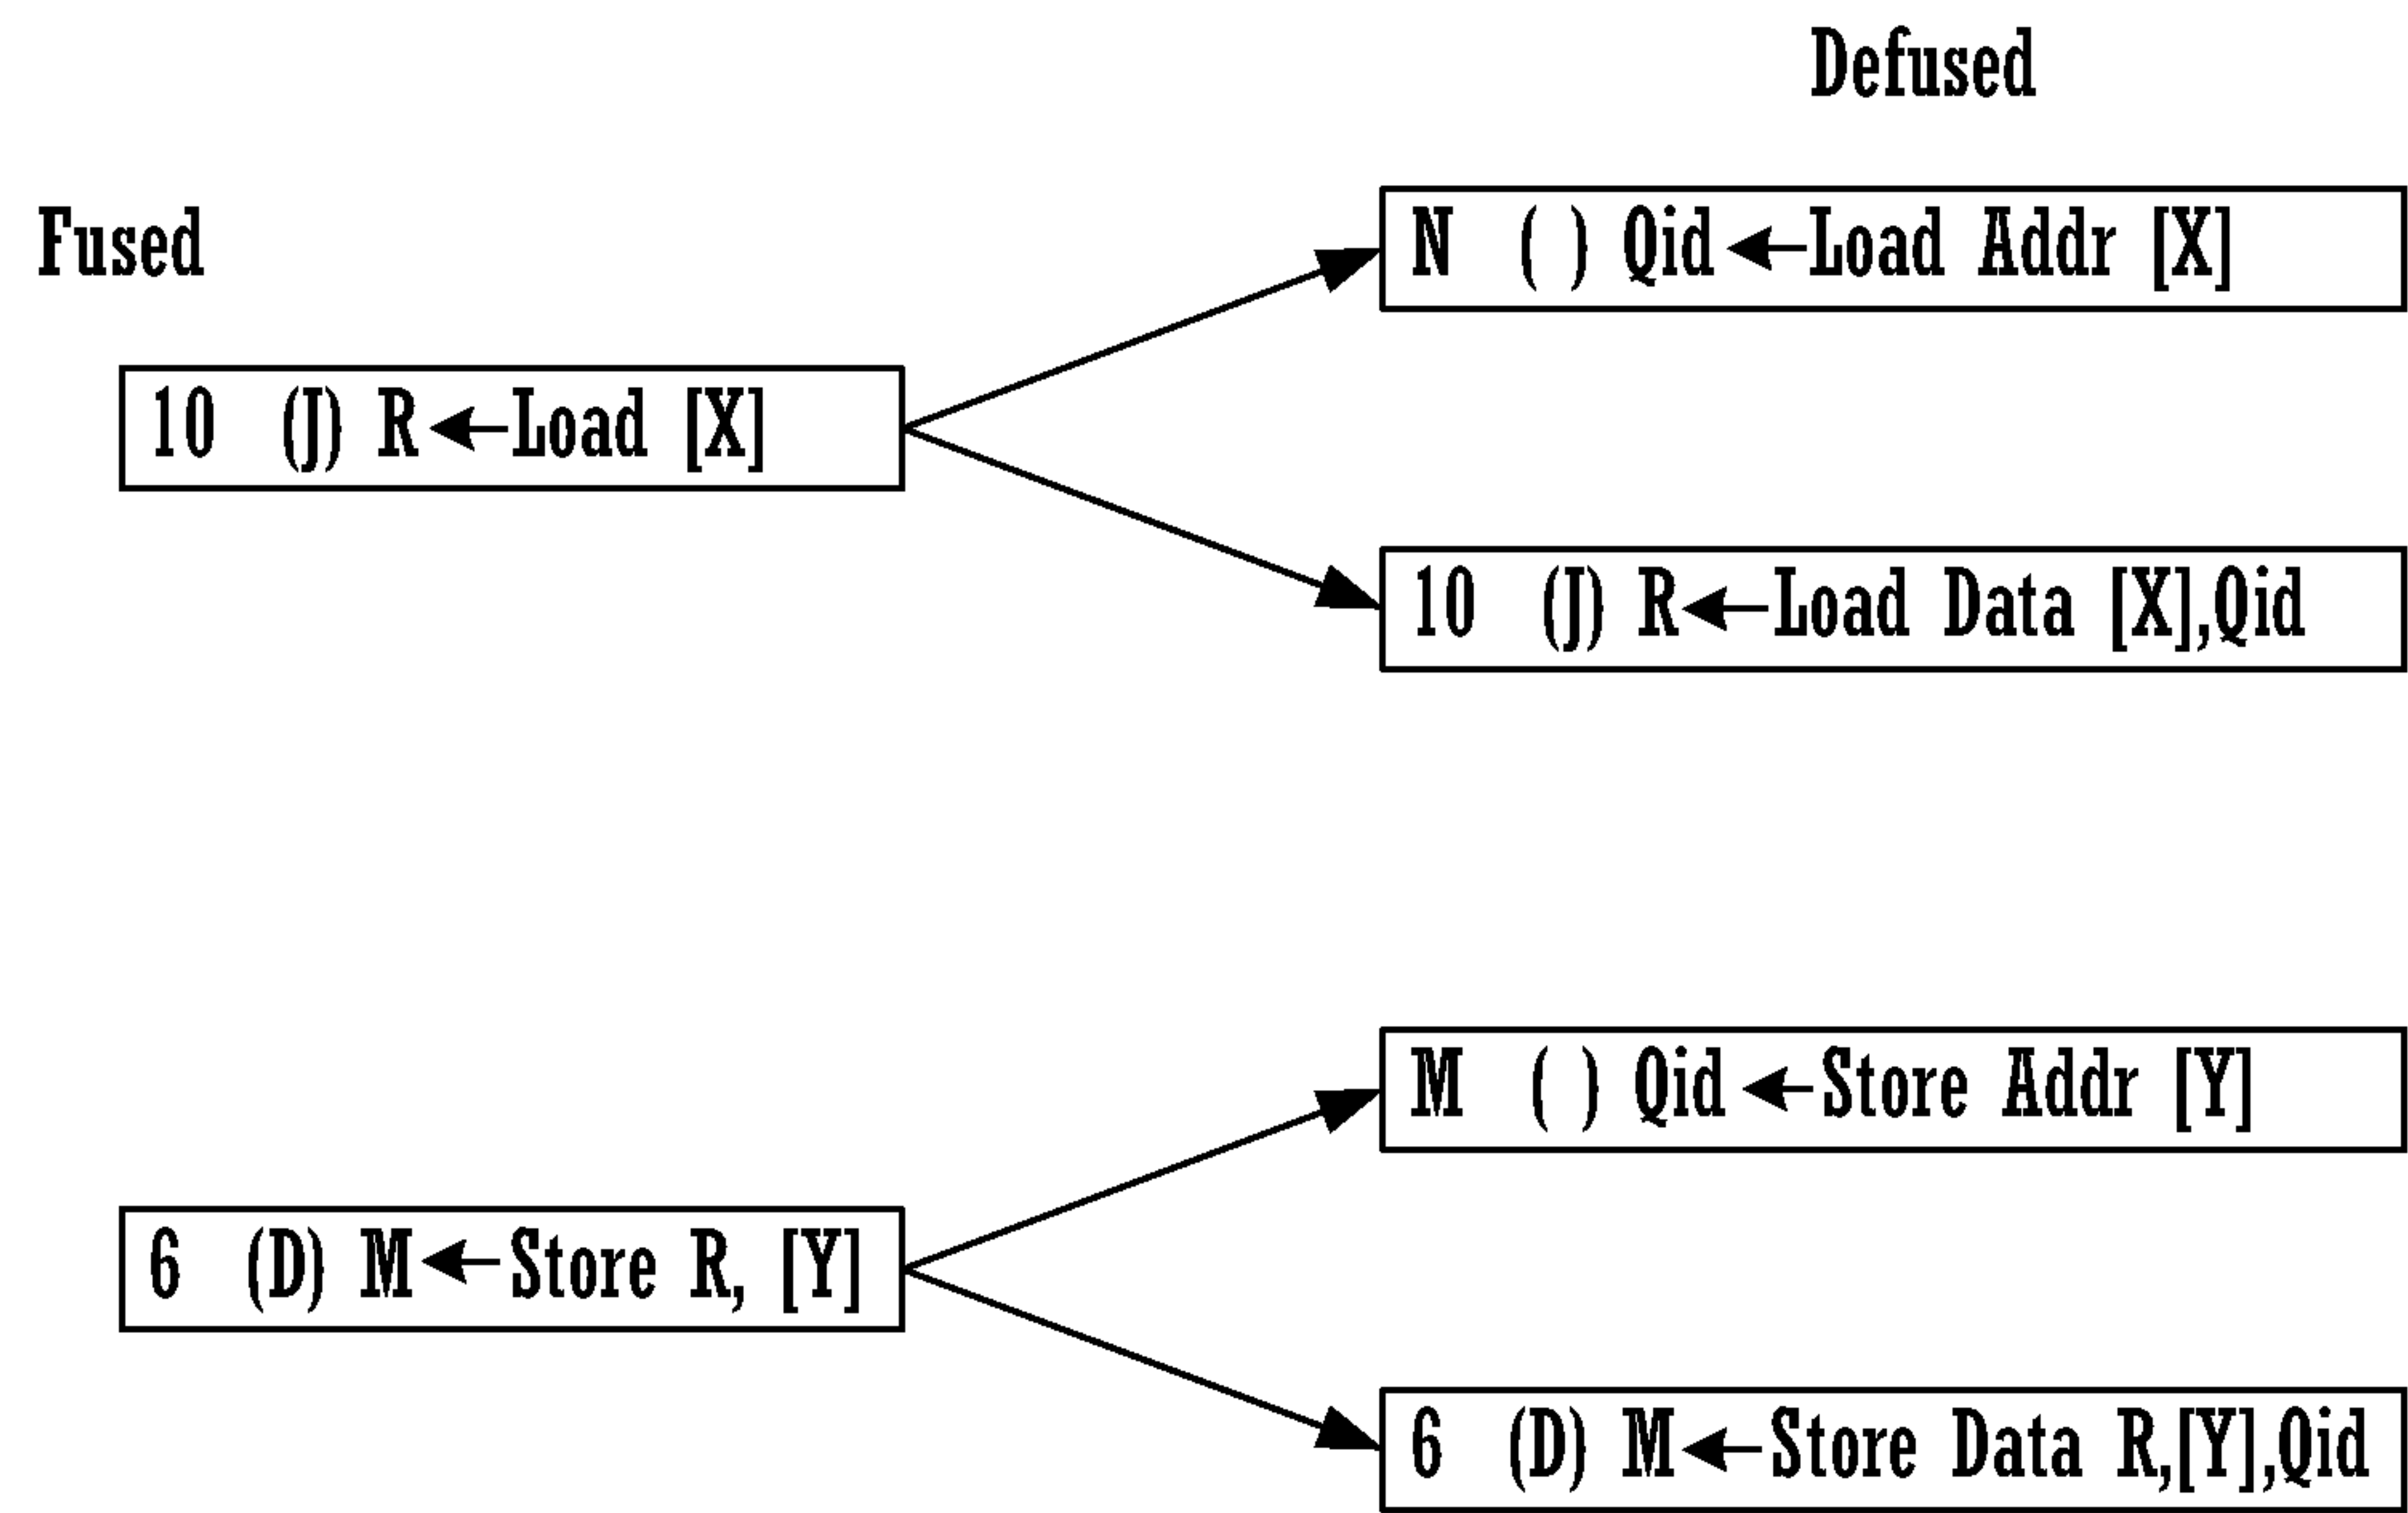 Defused
Fused
N ( ) Qid ←Load Addr [X]
10 (J) R←Load [X]
10 (J) R←Load Data [X],Qid
M ( ) Qid ←Store Addr [Y]
6 (D) M←Store R, [Y]
6 (D) M←Store Data R,[Y],Qid